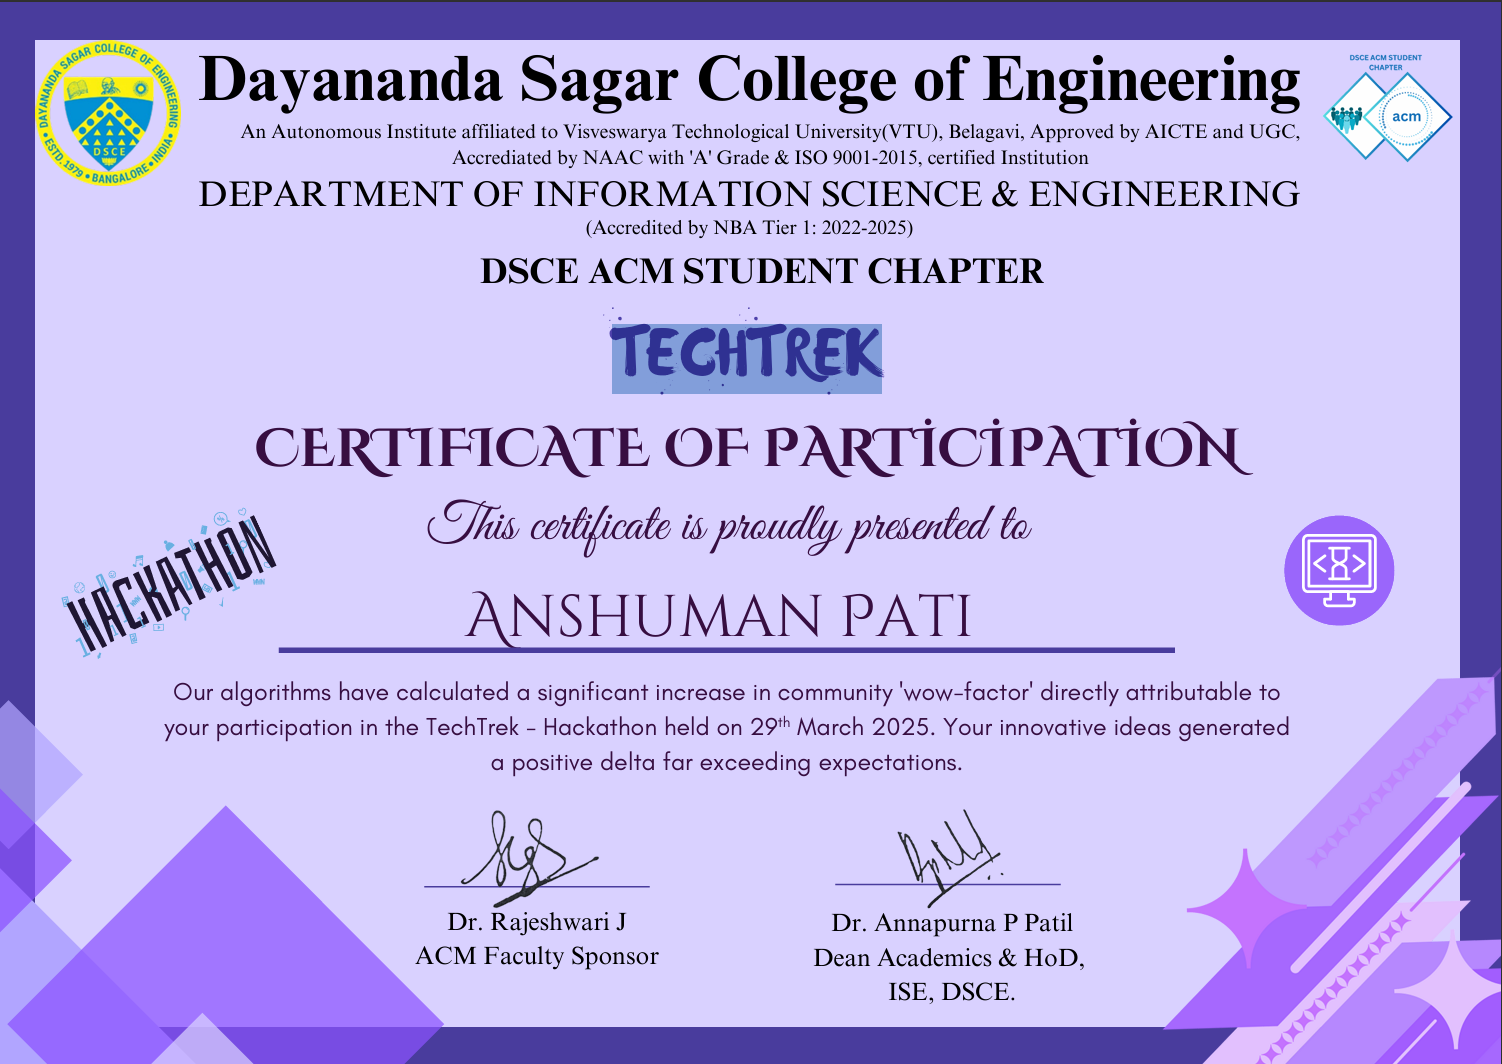 DAYANANDA SAGAR COLLEGE OF ENGINEERING
ESTD.1979 • BANGALORE • INDIA
DSCE
Dayananda Sagar College of Engineering
DSCE ACM STUDENT
CHAPTER
acm
An Autonomous Institute affiliated to Visveswarya Technological University(VTU), Belagavi, Approved by AICTE and UGC,
Accrediated by NAAC with 'A' Grade & ISO 9001-2015, certified Institution
DEPARTMENT OF INFORMATION SCIENCE & ENGINEERING
(Accredited by NBA Tier 1: 2022-2025)
DSCE ACM STUDENT CHAPTER
TECHTREK
CERTIFICATE OF PARTİCİPATİON
This certificate is proudly presented to
HACKATHON
ANSHUMAN PATI
Our algorithms have calculated a significant increase in community 'wow-factor' directly attributable to
your participation in the TechTrek - Hackathon held on 29th March 2025. Your innovative ideas generated
a positive delta far exceeding expectations.
Dr. Rajeshwari J
ACM Faculty Sponsor
Dr. Annapurna P Patil
Dean Academics & HoD,
ISE, DSCE.